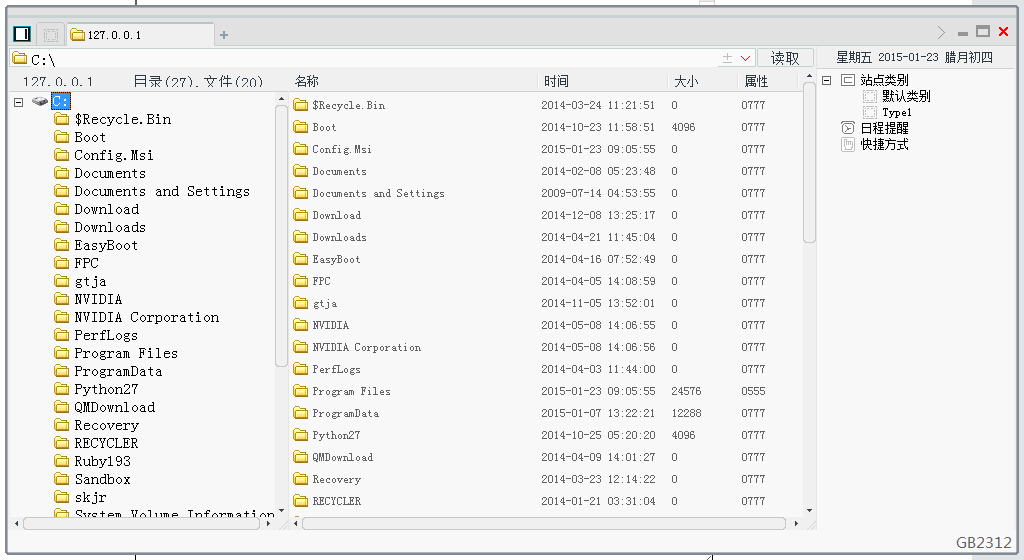 127.0.0.1
C:\
读取
星期五 2015-01-23 腊月初四
127.0.0.1 目录(27),文件(20)
C:
$Recycle.Bin
Boot
Config.Msi
Documents
Documents and Settings
Download
Downloads
EasyBoot
FPC
gtja
NVIDIA
NVIDIA Corporation
PerfLogs
Program Files
ProgramData
Python27
QMDownload
Recovery
RECYCLER
Ruby193
Sandbox
skjr
System Volume Information
名称 时间 大小 属性
$Recycle.Bin 2014-03-24 11:21:51 0 0777
Boot 2014-10-23 11:58:51 4096 0777
Config.Msi 2015-01-23 09:05:55 0 0777
Documents 2014-02-08 05:23:48 0 0777
Documents and Settings 2009-07-14 04:53:55 0 0777
Download 2014-12-08 13:25:17 0 0777
Downloads 2014-04-21 11:45:04 0 0777
EasyBoot 2014-04-16 07:52:49 0 0777
FPC 2014-04-05 14:08:59 0 0777
gtja 2014-11-05 13:52:01 0 0777
NVIDIA 2014-05-08 14:06:55 0 0777
NVIDIA Corporation 2014-05-08 14:06:56 0 0777
PerfLogs 2014-04-03 11:44:00 0 0777
Program Files 2015-01-23 09:05:55 24576 0555
ProgramData 2015-01-07 13:22:21 12288 0777
Python27 2014-10-25 05:20:20 4096 0777
QMDownload 2014-04-09 14:01:27 0 0777
Recovery 2014-03-23 12:14:22 0 0777
RECYCLER 2014-01-21 03:31:04 0 0777
站点类别
默认类别
Type1
日程提醒
快捷方式
GB2312